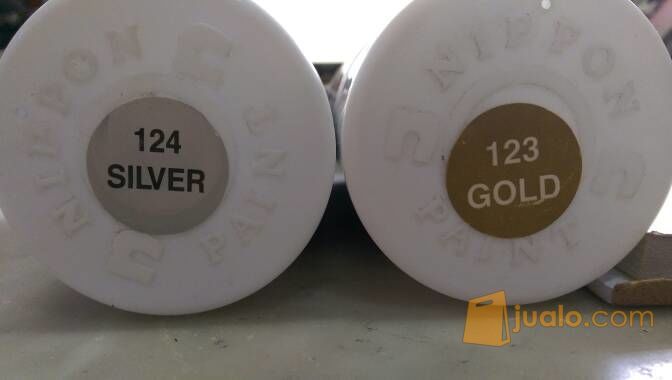 NIPPON
PAINT
124
SILVER
NIPPON
PAINT
123
GOLD
jualo.com